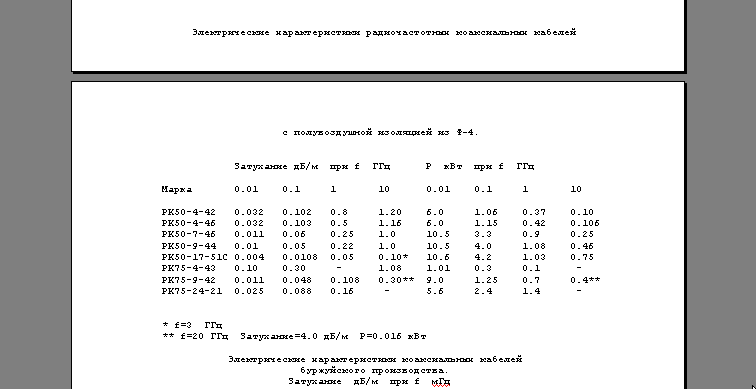 Электрические характеристики радиочастотных коаксиальных кабелей
с полувоздушной изоляцией из Ф-4.
Затухание дБ/м при f ГГц P кВт при f ГГц
Марка 0.01 0.1 1 10 0.01 0.1 1 10
РК50-4-42 0.032 0.102 0.8 1.20 6.0 1.06 0.37 0.10
РК50-4-46 0.032 0.103 0.5 1.16 6.0 1.15 0.42 0.106
РК50-7-46 0.011 0.06 0.25 1.0 10.5 3.3 0.9 0.25
РК50-9-44 0.01 0.05 0.22 1.0 10.5 4.0 1.08 0.46
РК50-17-51С 0.004 0.0108 0.05 0.10* 10.6 4.2 1.03 0.75
РК75-4-43 0.10 0.30 - 1.08 1.01 0.3 0.1 -
РК75-9-42 0.011 0.048 0.108 0.30** 9.0 1.25 0.7 0.4**
РК75-24-21 0.025 0.088 0.16 - 5.6 2.4 1.4 -
* f=3 ГГц
** f=20 ГГц Затухание=4.0 дБ/м P=0.016 кВт
Электрические характеристики коаксиальных кабелей
буржуйского производства.
Затухание дБ/м при f мГц